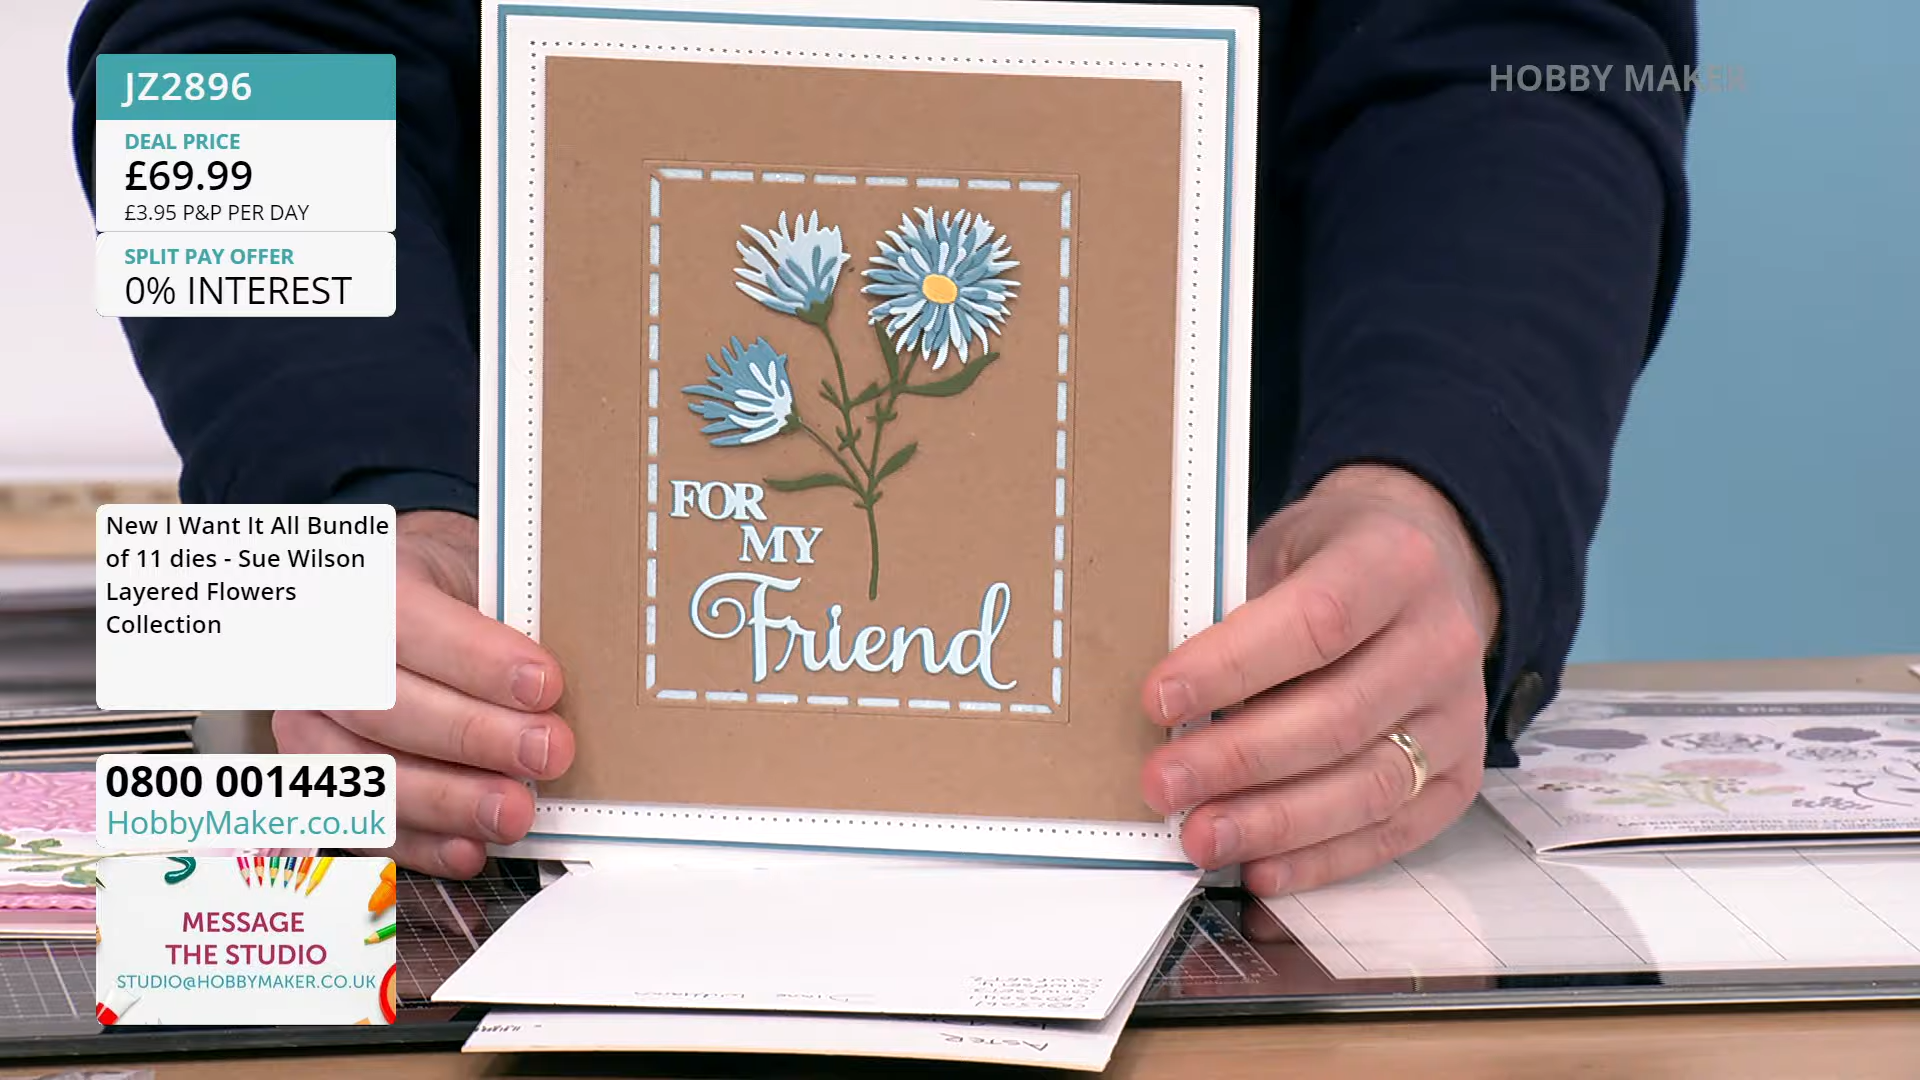 JZ2896
DEAL PRICE
£69.99
£3.95 P&P PER DAY
SPLIT PAY OFFER
0% INTEREST
New I Want It All Bundle
of 11 dies - Sue Wilson
Layered Flowers
Collection
0800 0014433
HobbyMaker.co.uk
MESSAGE
THE STUDIO
STUDIO@HOBBYMAKER.CO.UK
HOBBY MAKER
FOR
MY
Friend
ASTER